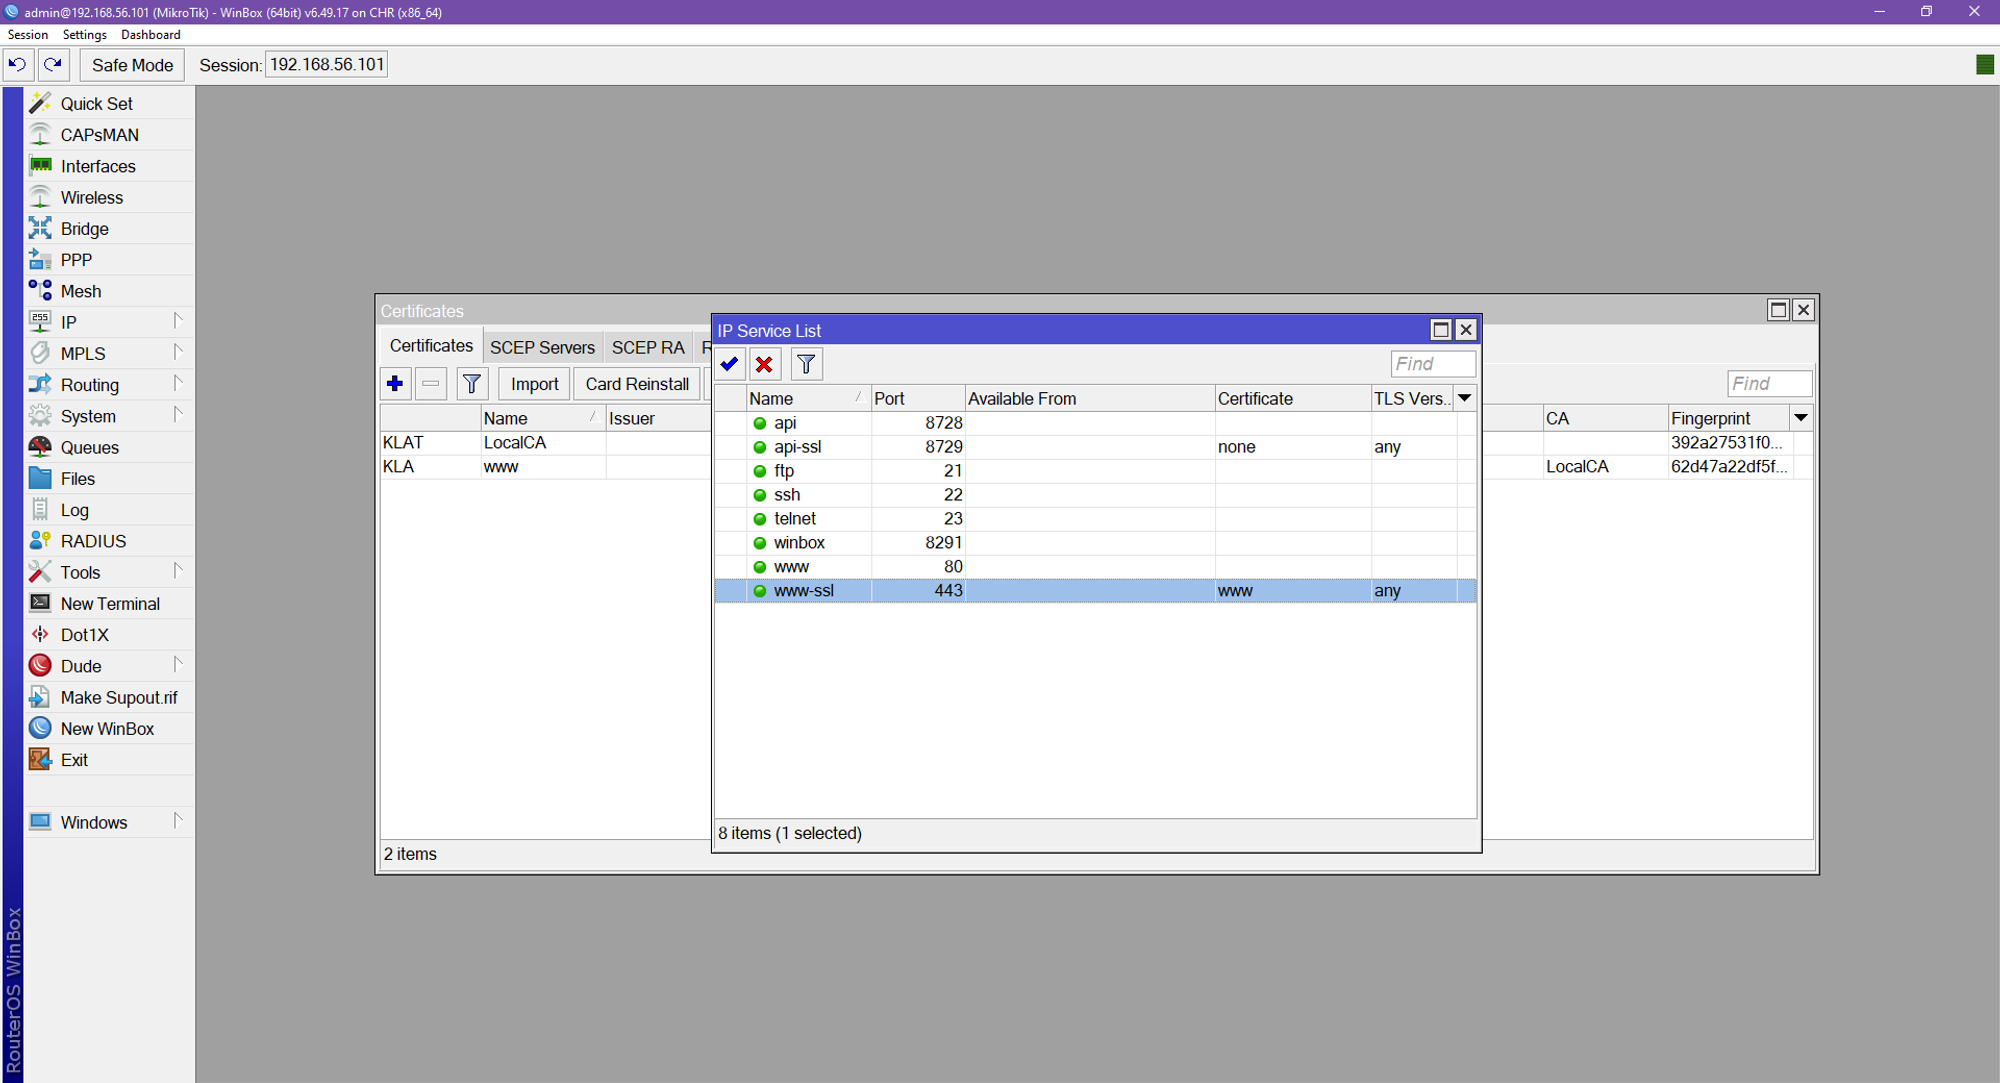 admin@192.168.56.101 (MikroTik) - WinBox (64bit) v6.49.17 on CHR (x86_64)
Session Settings Dashboard
Safe Mode Session: 192.168.56.101
Quick Set
CAPsMAN
Interfaces
Wireless
Bridge
PPP
Mesh
IP
MPLS
Routing
System
Queues
Files
Log
RADIUS
Tools
New Terminal
Dot1X
Dude
Make Supout.rif
New WinBox
Exit
Windows
RouterOS WinBox
Certificates
Certificates SCEP Servers SCEP RA R
Import Card Reinstall Find
Name Issuer CA Fingerprint
KLAT LocalCA 392a27531f0...
KLA www LocalCA 62d47a22df5f...
2 items
IP Service List
Find
Name Port Available From Certificate TLS Vers..
api 8728
api-ssl 8729 none any
ftp 21
ssh 22
telnet 23
winbox 8291
www 80
www-ssl 443 www any
8 items (1 selected)